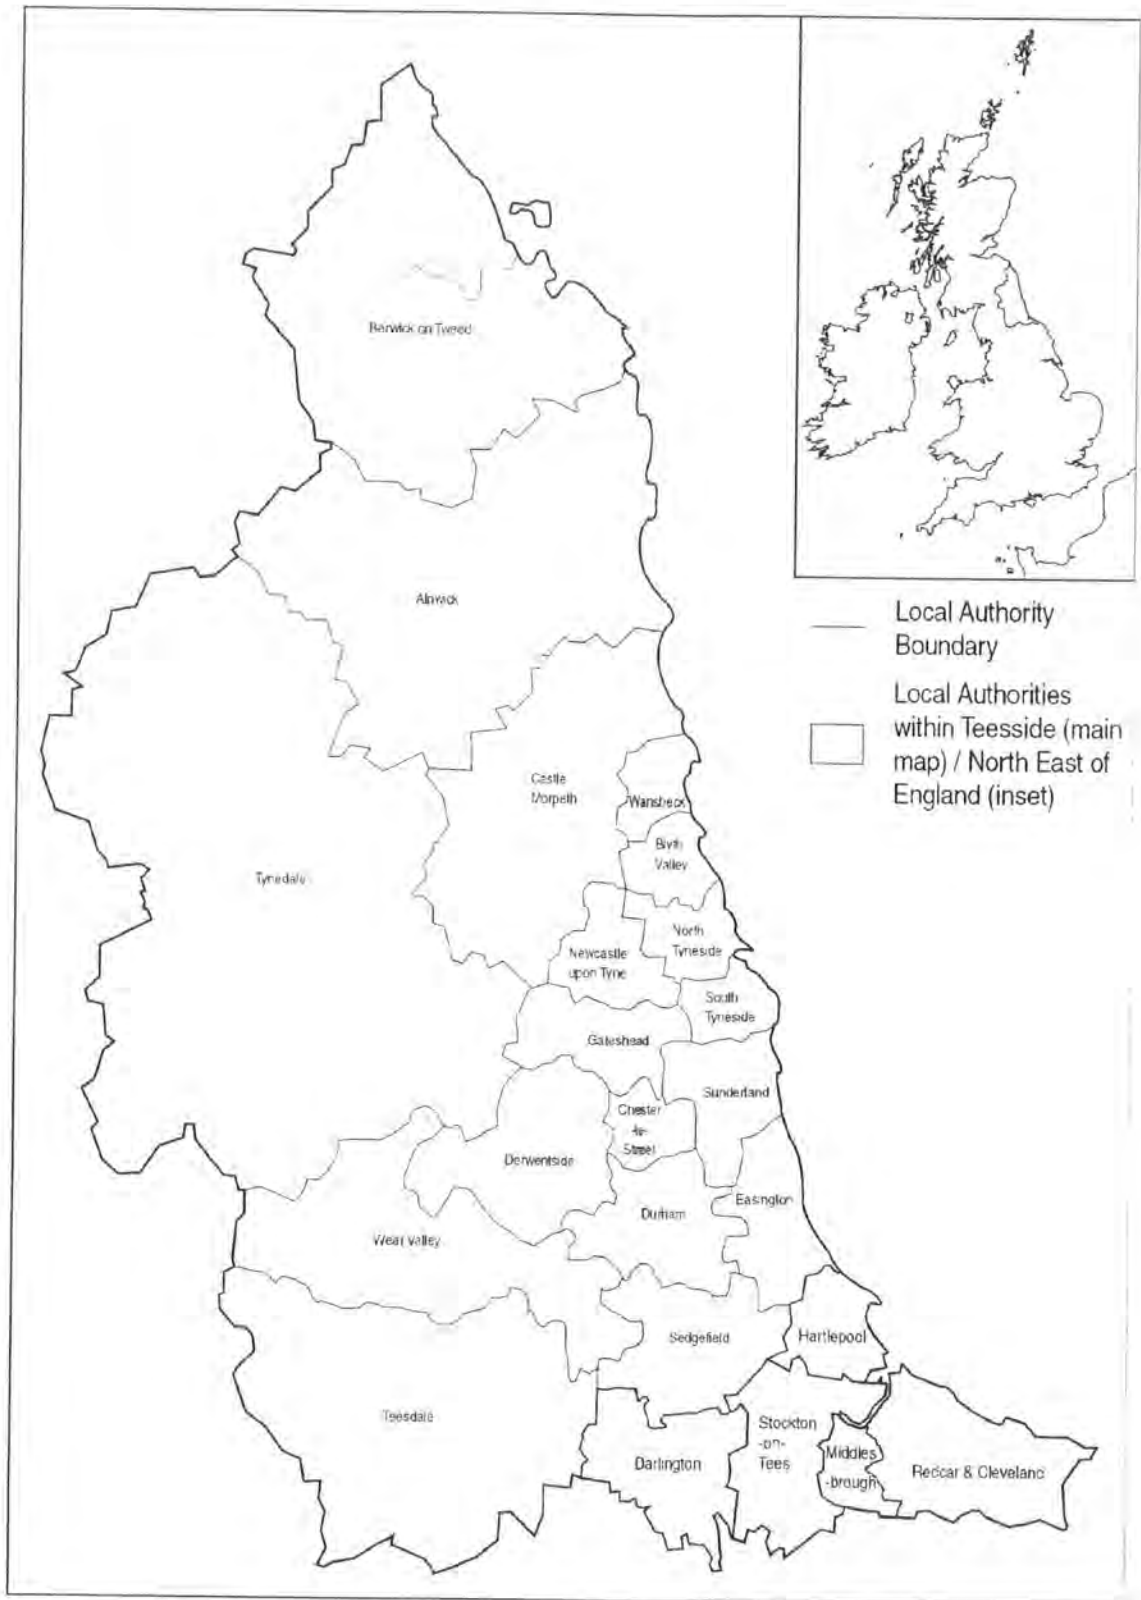 Berwick on Tweed
Alnwick
Local Authority
Boundary
Local Authorities
within Teesside (main
map) / North East of
England (inset)
Castle
Morpeth
Wansbeck
Blyth
Valley
Tynedale
North
Tyneside
Newcastle
upon Tyne
South
Tyneside
Gateshead
Sunderland
Chester
-le-
Street
Derwentside
Easington
Durham
Wear Valley
Sedgefield
Hartlepool
Teesdale
Stockton
-on-
Tees
Darlington
Middles
-brough
Redcar & Cleveland